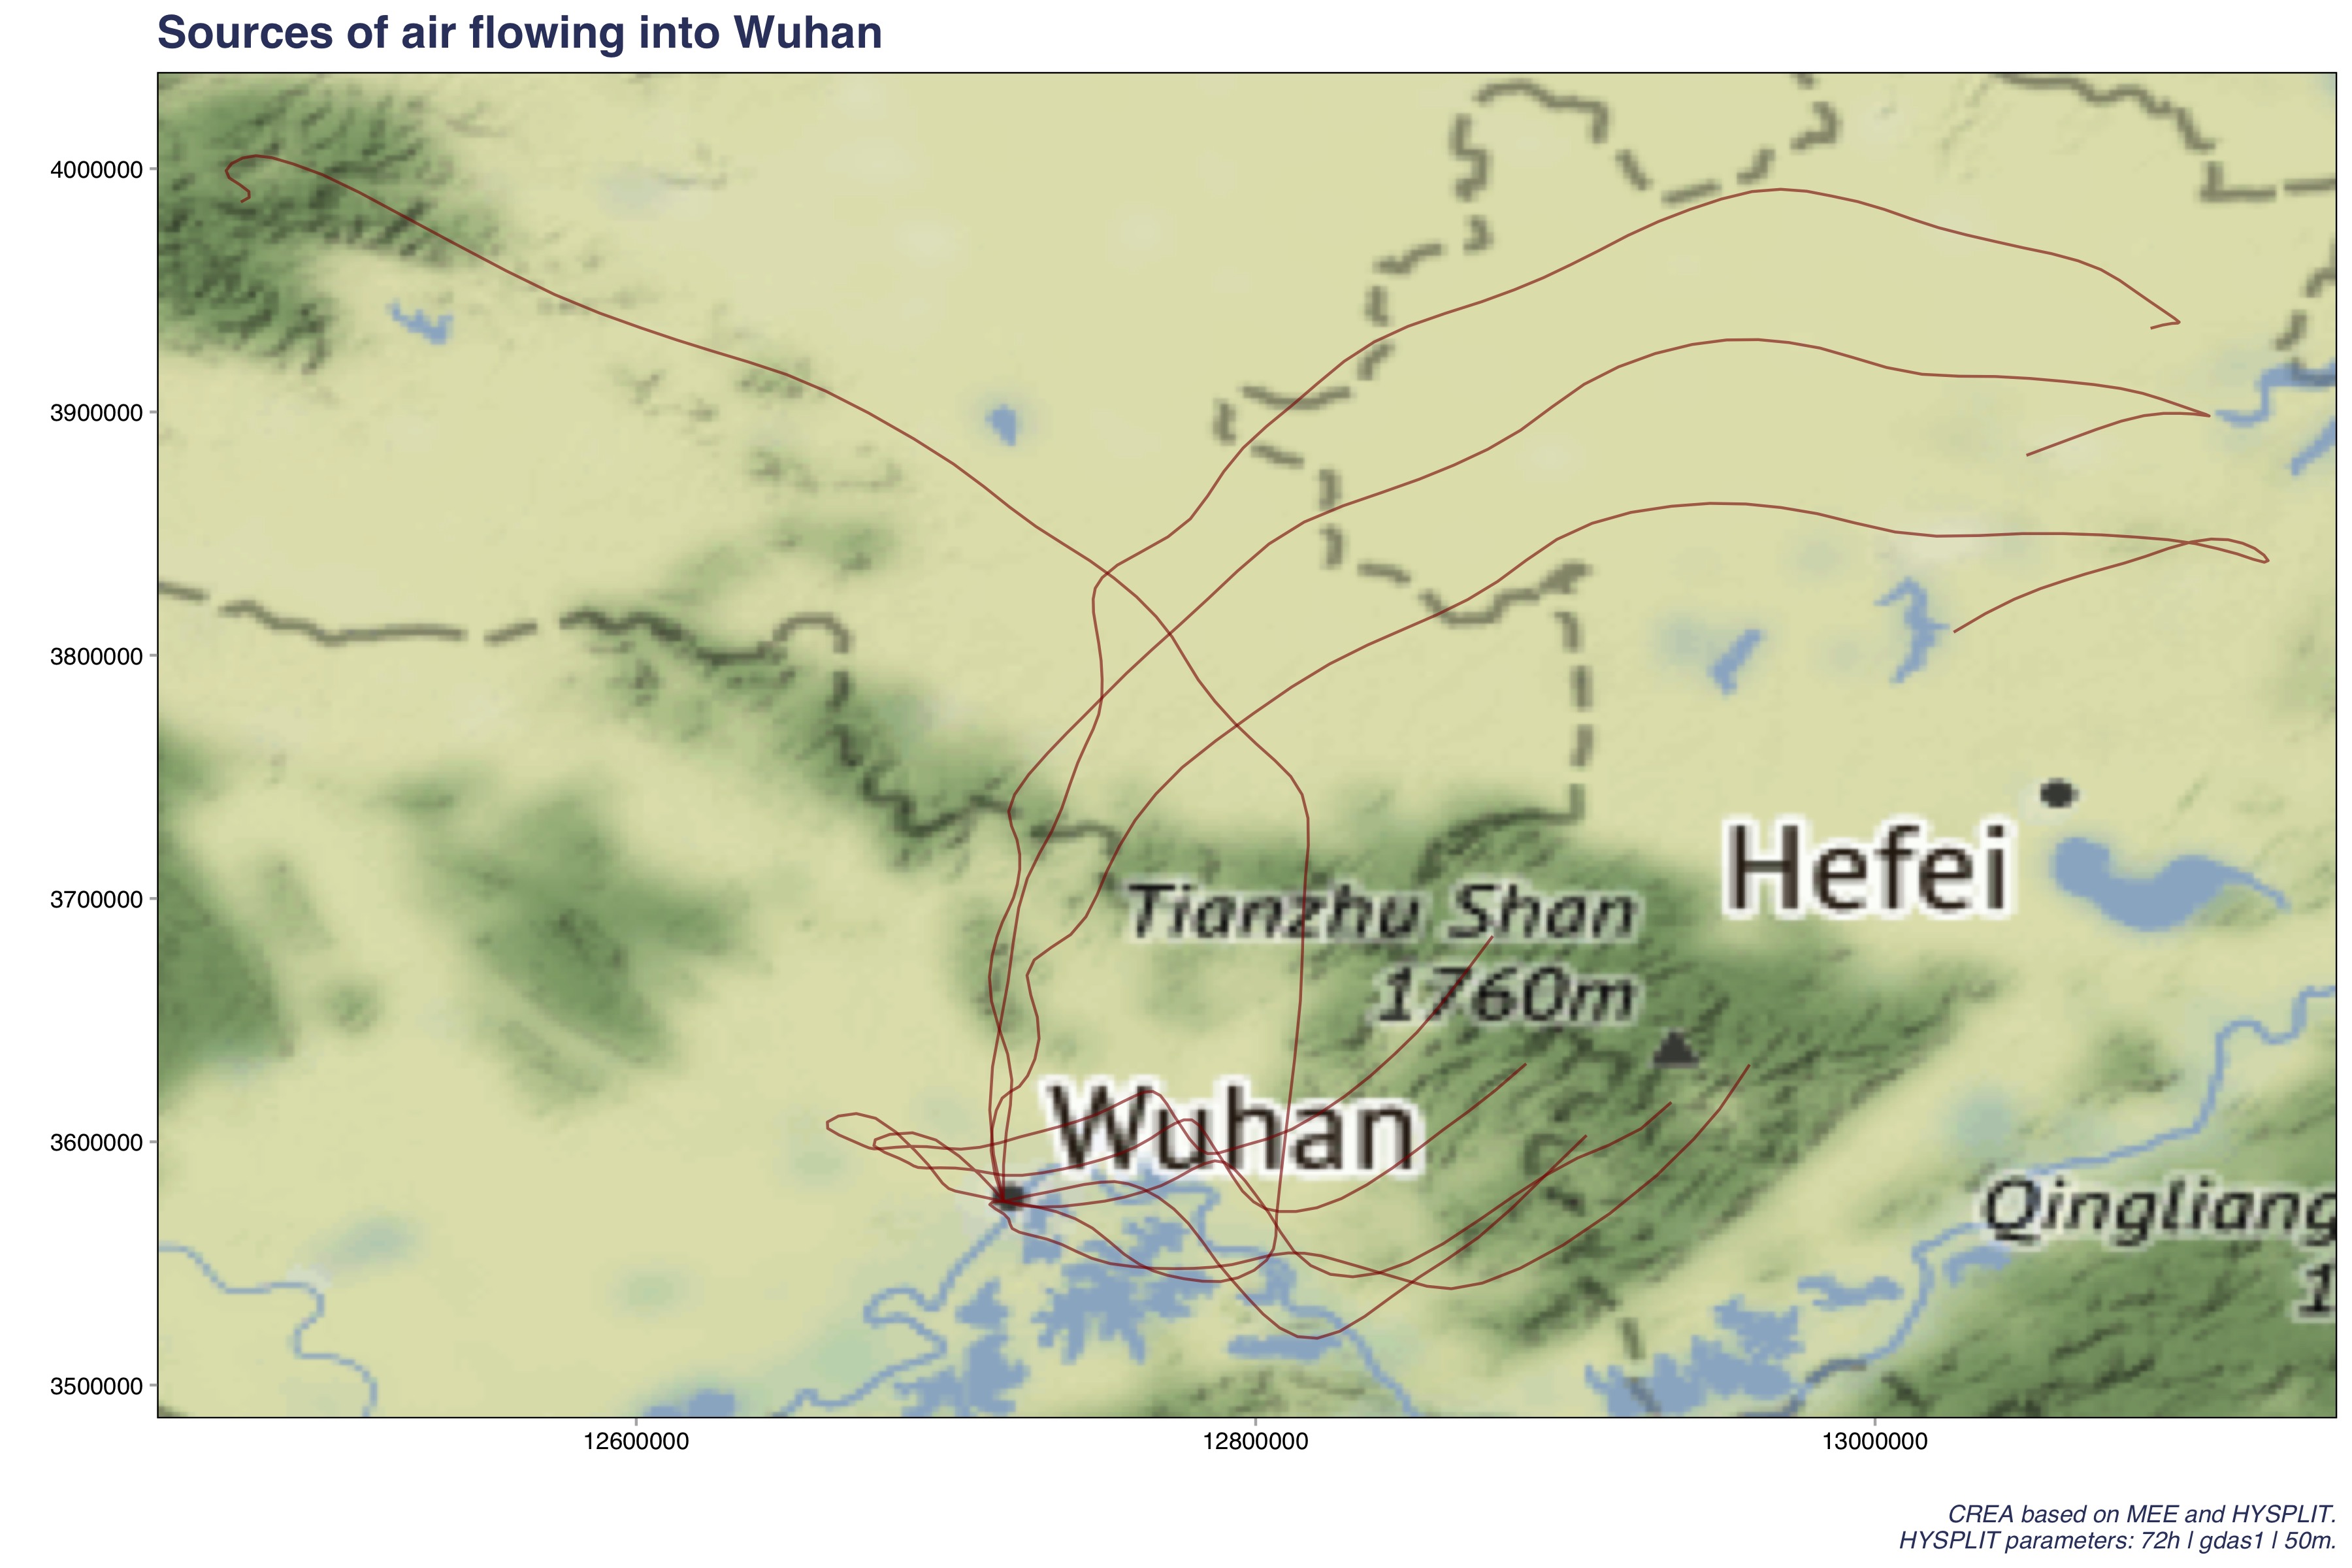 Sources of air flowing into Wuhan
4000000
3900000
3800000
3700000
3600000
3500000
Hefei
Tianzhu Shan
1760m
Wuhan
Qingliang
1
12600000
12800000
13000000
CREA based on MEE and HYSPLIT.
HYSPLIT parameters: 72h | gdas1 | 50m.